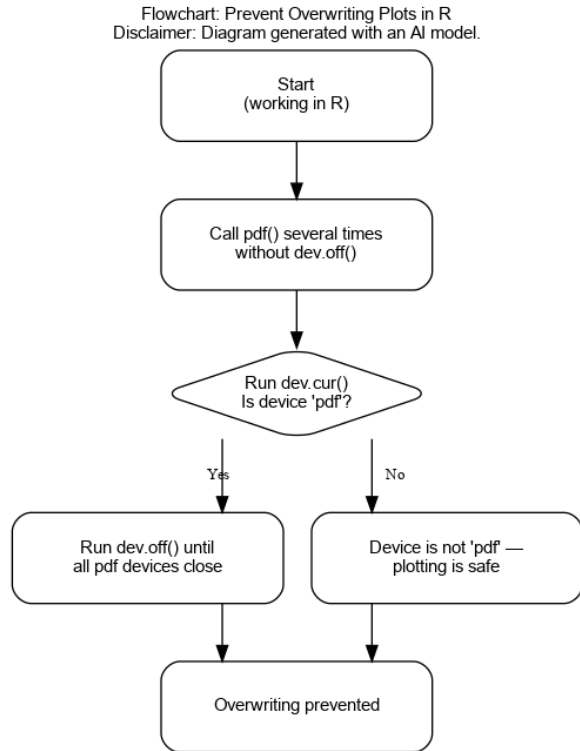 Flowchart: Prevent Overwriting Plots in R
Disclaimer: Diagram generated with an AI model.
Start
(working in R)
Call pdf() several times
without dev.off()
Run dev.cur()
Is device 'pdf'?
Yes
No
Run dev.off() until
all pdf devices close
Device is not 'pdf' —
plotting is safe
Overwriting prevented